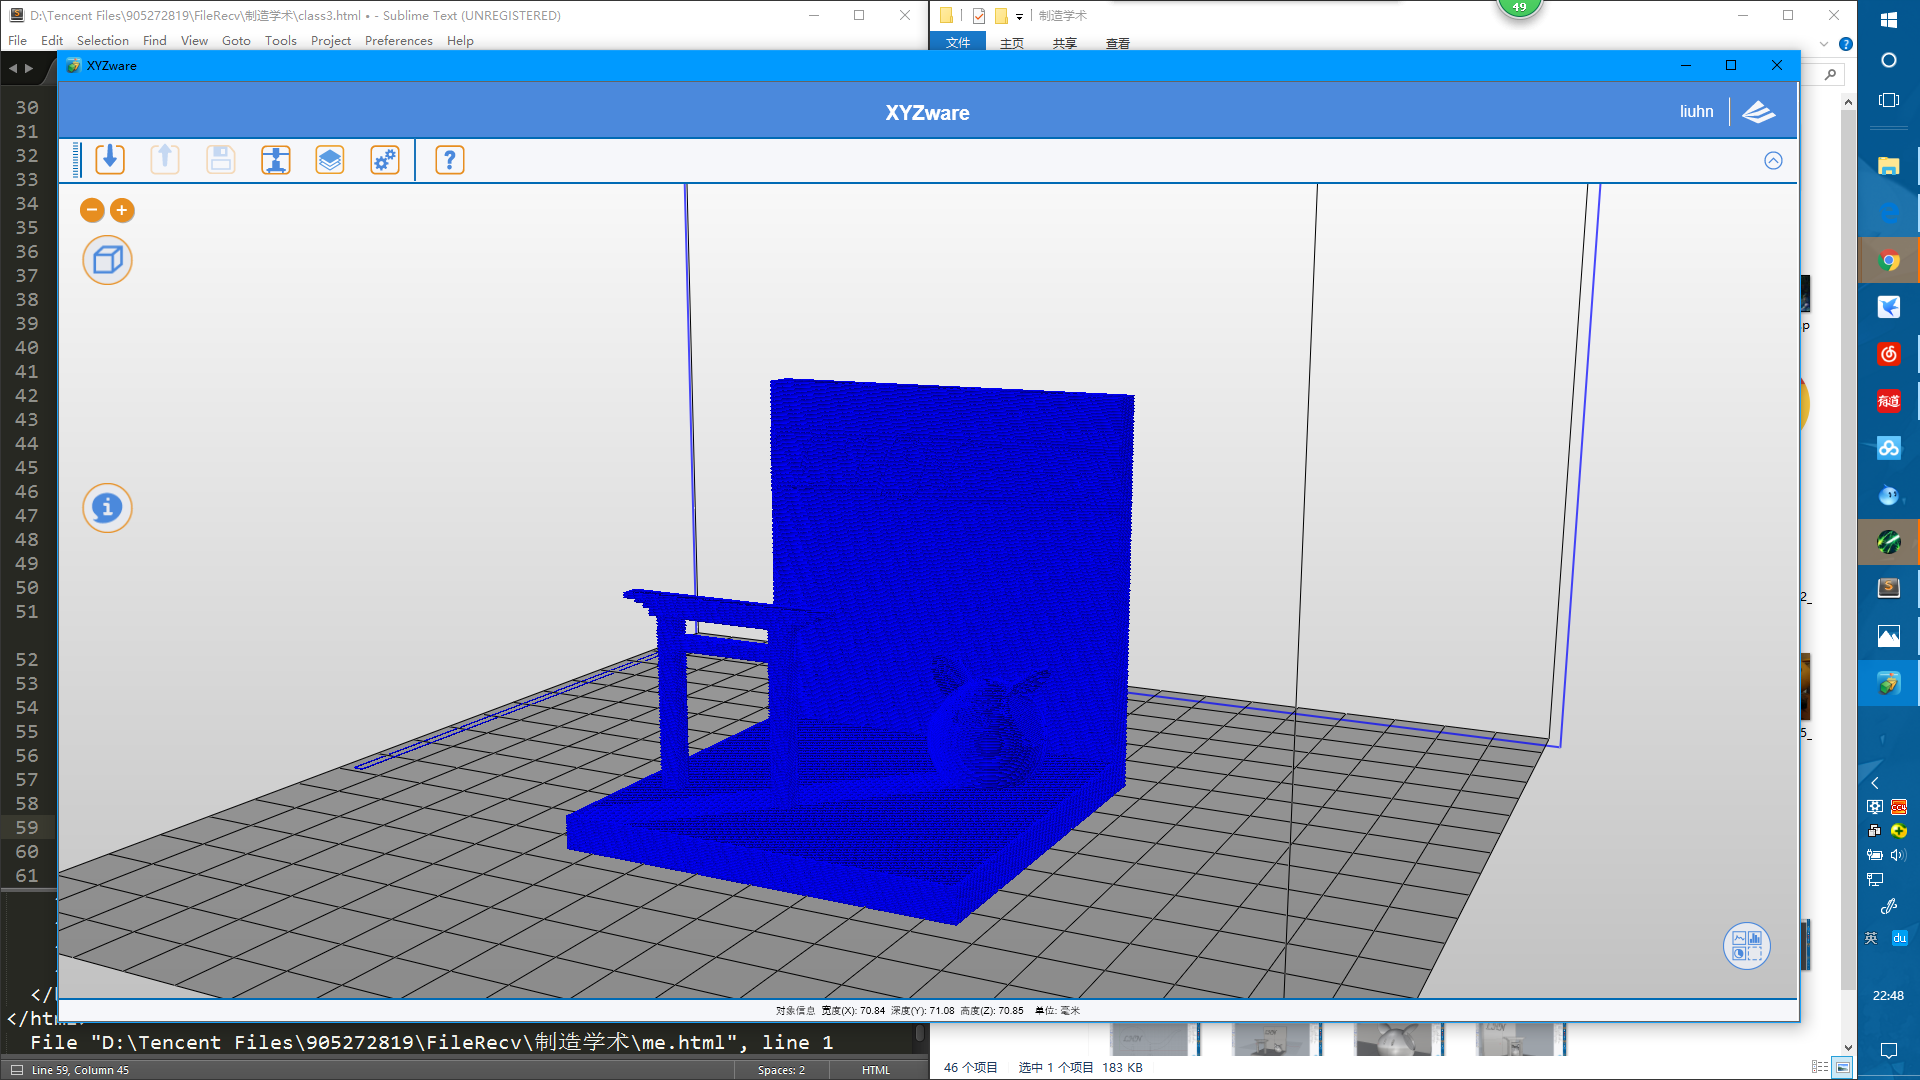 D:\Tencent Files\905272819\FileRecv\制造学术\class3.html • - Sublime Text (UNREGISTERED)
File Edit Selection Find View Goto Tools Project Preferences Help
49
制造学术
文件 主页 共享 查看
XYZware
XYZware
liuhn
30
31
32
33
34
35
36
37
38
39
40
41
42
43
44
45
46
47
48
49
50
51
52
53
54
55
56
57
58
59
60
61
对象信息 宽度(X): 70.84 深度(Y): 71.08 高度(Z): 70.85 单位: 毫米
File "D:\Tencent Files\905272819\FileRecv\制造学术\me.html", line 1
Line 59, Column 45
Spaces: 2
HTML
46 个项目 选中 1 个项目 183 KB
p
2_
5_
有道
英 du
22:48